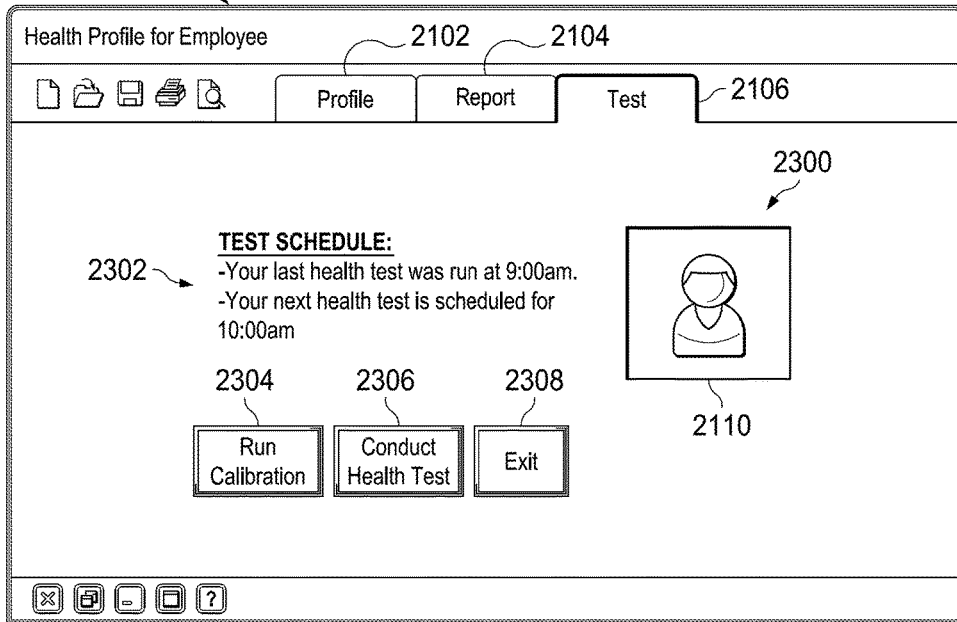 Health Profile for Employee
2102
2104
Profile
Report
Test
2106
2300
TEST SCHEDULE:
2302
-Your last health test was run at 9:00am.
-Your next health test is scheduled for
10:00am
2304
2306
2308
2110
Run
Calibration
Conduct
Health Test
Exit
?